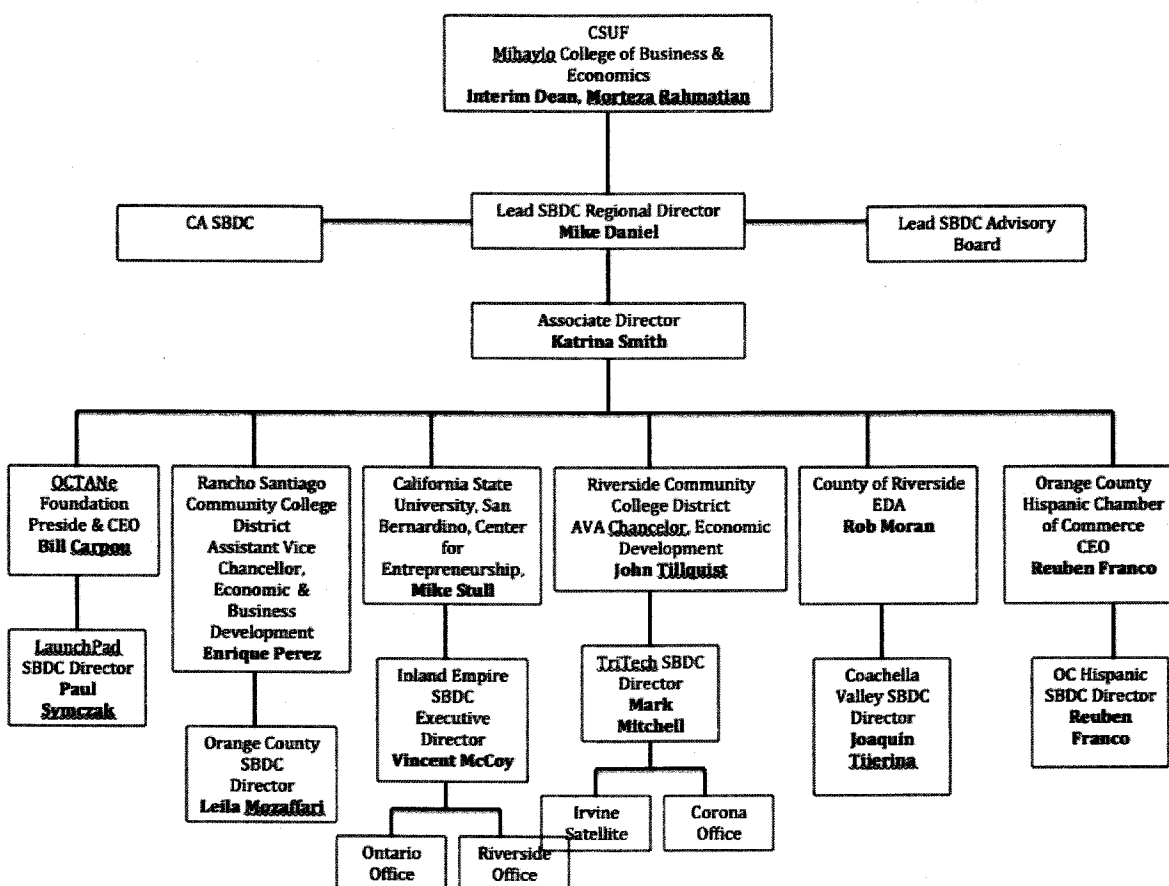 CSUF
Mihaylo College of Business &
Economics
Interim Dean, Morteza Rahmatian
CA SBDC
Lead SBDC Regional Director
Mike Daniel
Lead SBDC Advisory
Board
Associate Director
Katrina Smith
OCTANe
Foundation
Preside & CEO
Bill Carpou
Rancho Santiago
Community College
District
Assistant Vice
Chancellor,
Economic &
Business
Development
Enrique Perez
California State
University, San
Bernardino, Center
for
Entrepreneurship,
Mike Stull
Riverside Community
College District
AVA Chancelor, Economic
Development
John Tillquist
County of Riverside
EDA
Rob Moran
Orange County
Hispanic Chamber
of Commerce
CEO
Reuben Franco
LaunchPad
SBDC Director
Paul
Symczak
Orange County
SBDC
Director
Leila Mozaffari
Inland Empire
SBDC
Executive
Director
Vincent McCoy
TriTech SBDC
Director
Mark
Mitchell
Coachella
Valley SBDC
Director
Joaquin
Tijerina
OC Hispanic
SBDC Director
Reuben
Franco
Ontario
Office
Riverside
Office
Irvine
Satellite
Corona
Office